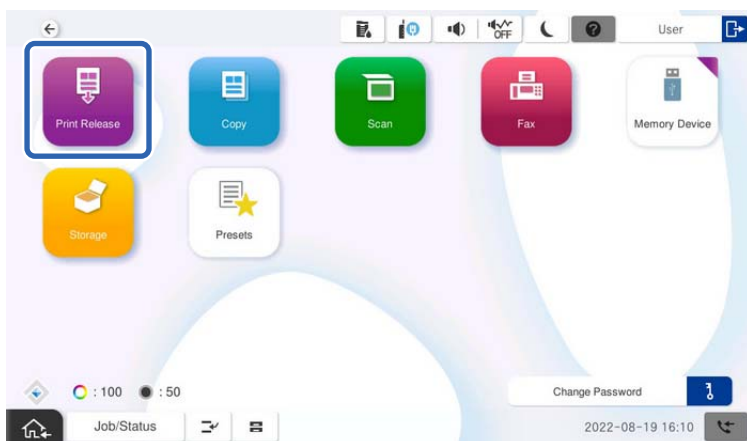 OFF
User
Print Release
Copy
Scan
Fax
Memory Device
Storage
Presets
: 100
: 50
Change Password
Job/Status
2022-08-19 16:10